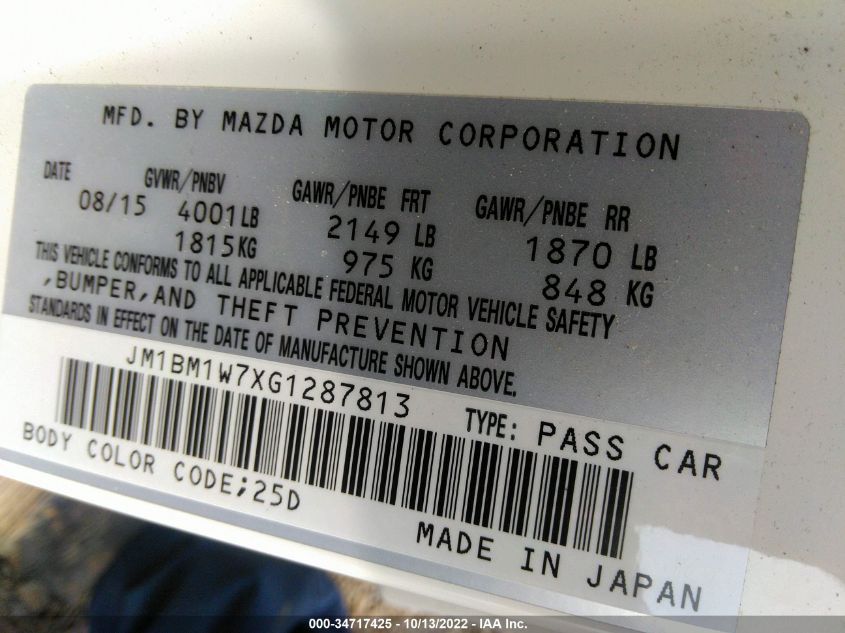 MFD. BY MAZDA MOTOR CORPORATION
DATE GVWR/PNBV GAWR/PNBE FRT GAWR/PNBE RR
08/15 4001LB 2149 LB 1870 LB
1815KG 975 KG 848 KG
THIS VEHICLE CONFORMS TO ALL APPLICABLE FEDERAL MOTOR VEHICLE SAFETY
,BUMPER,AND THEFT PREVENTION
STANDARDS IN EFFECT ON THE DATE OF MANUFACTURE SHOWN ABOVE.
JM1BM1W7XG1287813 TYPE: PASS CAR
BODY COLOR CODE;25D MADE IN JAPAN
000-34717425 - 10/13/2022 - IAA Inc.